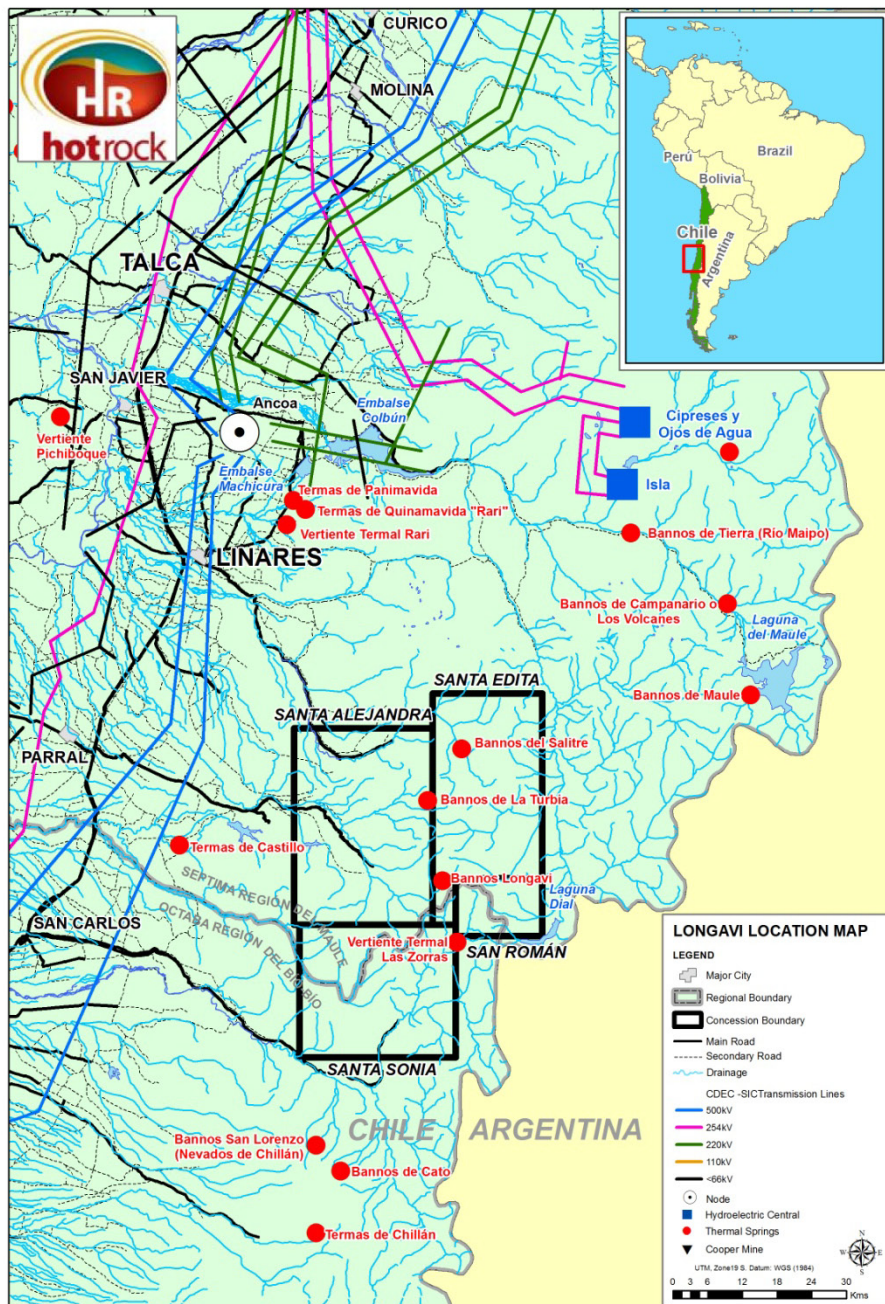 HR
hotrock
CURICO
MOLINA
TALCA
SAN JAVIER
Ancoa
Embalse
Colbún
Vertiente
Pichiboque
Embalse
Machicura
Termas de Panimavida
Termas de Quinamavida "Rari"
Vertiente Termal Rari
LINARES
Perú
Brazil
Bolivia
Chile
Argentina
Cipreses y
Ojos de Agua
Isla
Bannos de Tierra (Río Maipo)
Bannos de Campanario o
Los Volcanes
Laguna
del Maule
Bannos de Maule
SANTA EDITA
SANTA ALEJANDRA
Bannos del Salitre
PARRAL
Bannos de La Turbia
Termas de Castillo
Bannos Longavi
SEPTIMA REGIÓN DEL MAULE
OCTABA REGIÓN DEL BÍO BÍO
Laguna
Dial
SAN CARLOS
Vertiente Termal
Las Zorras
SAN ROMÁN
SANTA SONIA
CHILE
ARGENTINA
Bannos San Lorenzo
(Nevados de Chillán)
Bannos de Cato
Termas de Chillán
LONGAVI LOCATION MAP
LEGEND
Major City
Regional Boundary
Concession Boundary
Main Road
Secondary Road
Drainage
CDEC -SICTransmission Lines
500kV
254kV
220kV
110kV
<66kV
Node
Hydroelectric Central
Thermal Springs
Cooper Mine
N
W
E
S
UTM, Zone19 S. Datum: WGS (1984)
0 3 6 12 18 24 30
Kms